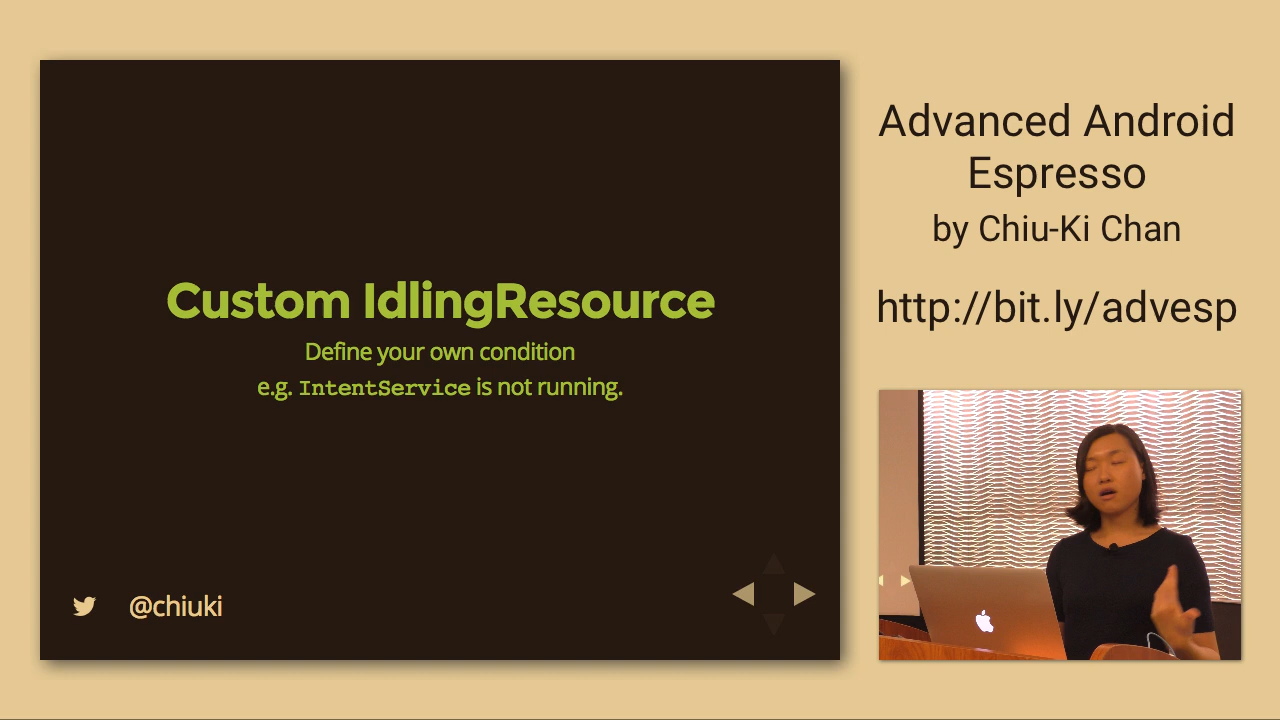 Custom IdlingResource
Define your own condition
e.g. IntentService is not running.
@chiuki
Advanced Android
Espresso
by Chiu-Ki Chan
http://bit.ly/advesp